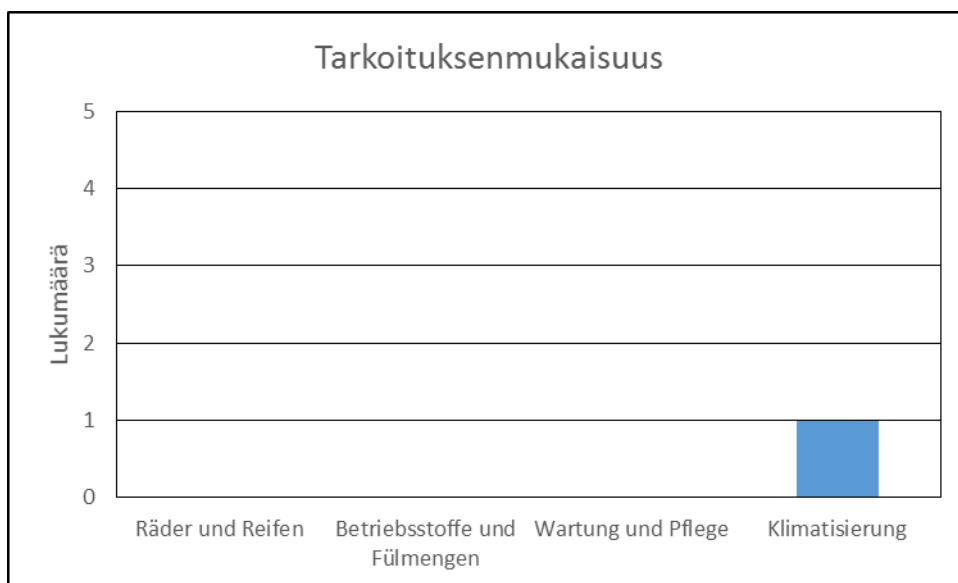 Tarkoituksenmukaisuus
5
4
3
2
1
0
Lukumäärä
Räder und Reifen
Betriebsstoffe und
Fülmengen
Wartung und Pflege
Klimatisierung